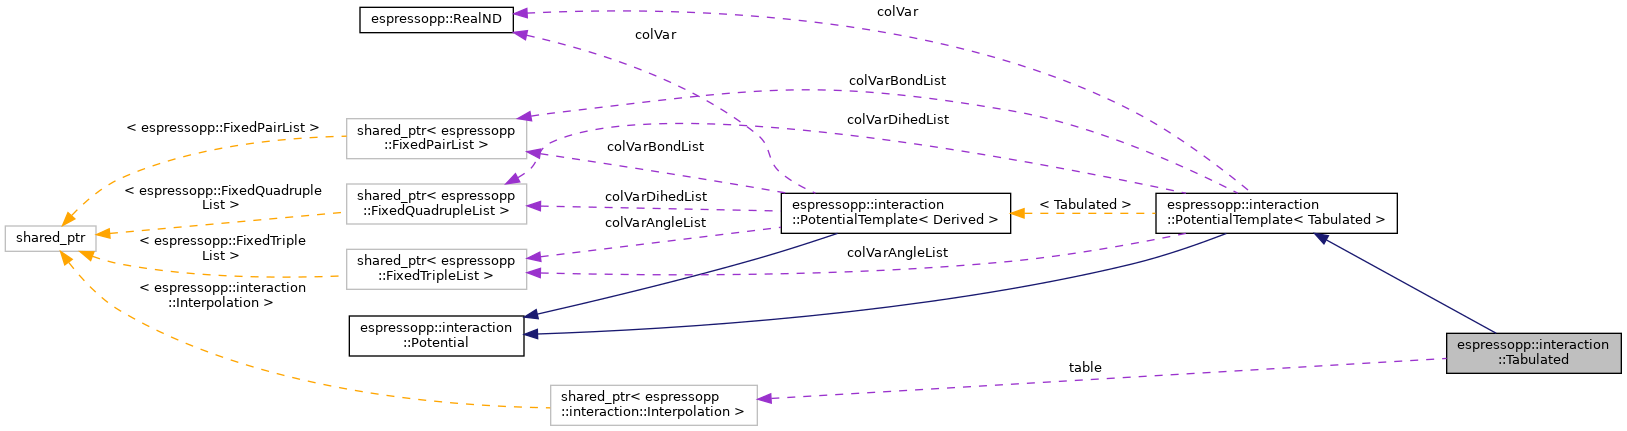 colVar
espressopp::RealND
colVar
colVarBondList
colVarDihedList
< espressopp::FixedPairList >
shared_ptr< espressopp
::FixedPairList >
colVarBondList
< espressopp::FixedQuadruple
List >
shared_ptr< espressopp
::FixedQuadrupleList >
colVarDihedList
espressopp::interaction
::PotentialTemplate< Derived >
< Tabulated >
espressopp::interaction
::PotentialTemplate< Tabulated >
shared_ptr
colVarAngleList
< espressopp::FixedTriple
List >
shared_ptr< espressopp
::FixedTripleList >
colVarAngleList
< espressopp::interaction
::Interpolation >
espressopp::interaction
::Potential
espressopp::interaction
::Tabulated
table
shared_ptr< espressopp
::interaction::Interpolation >